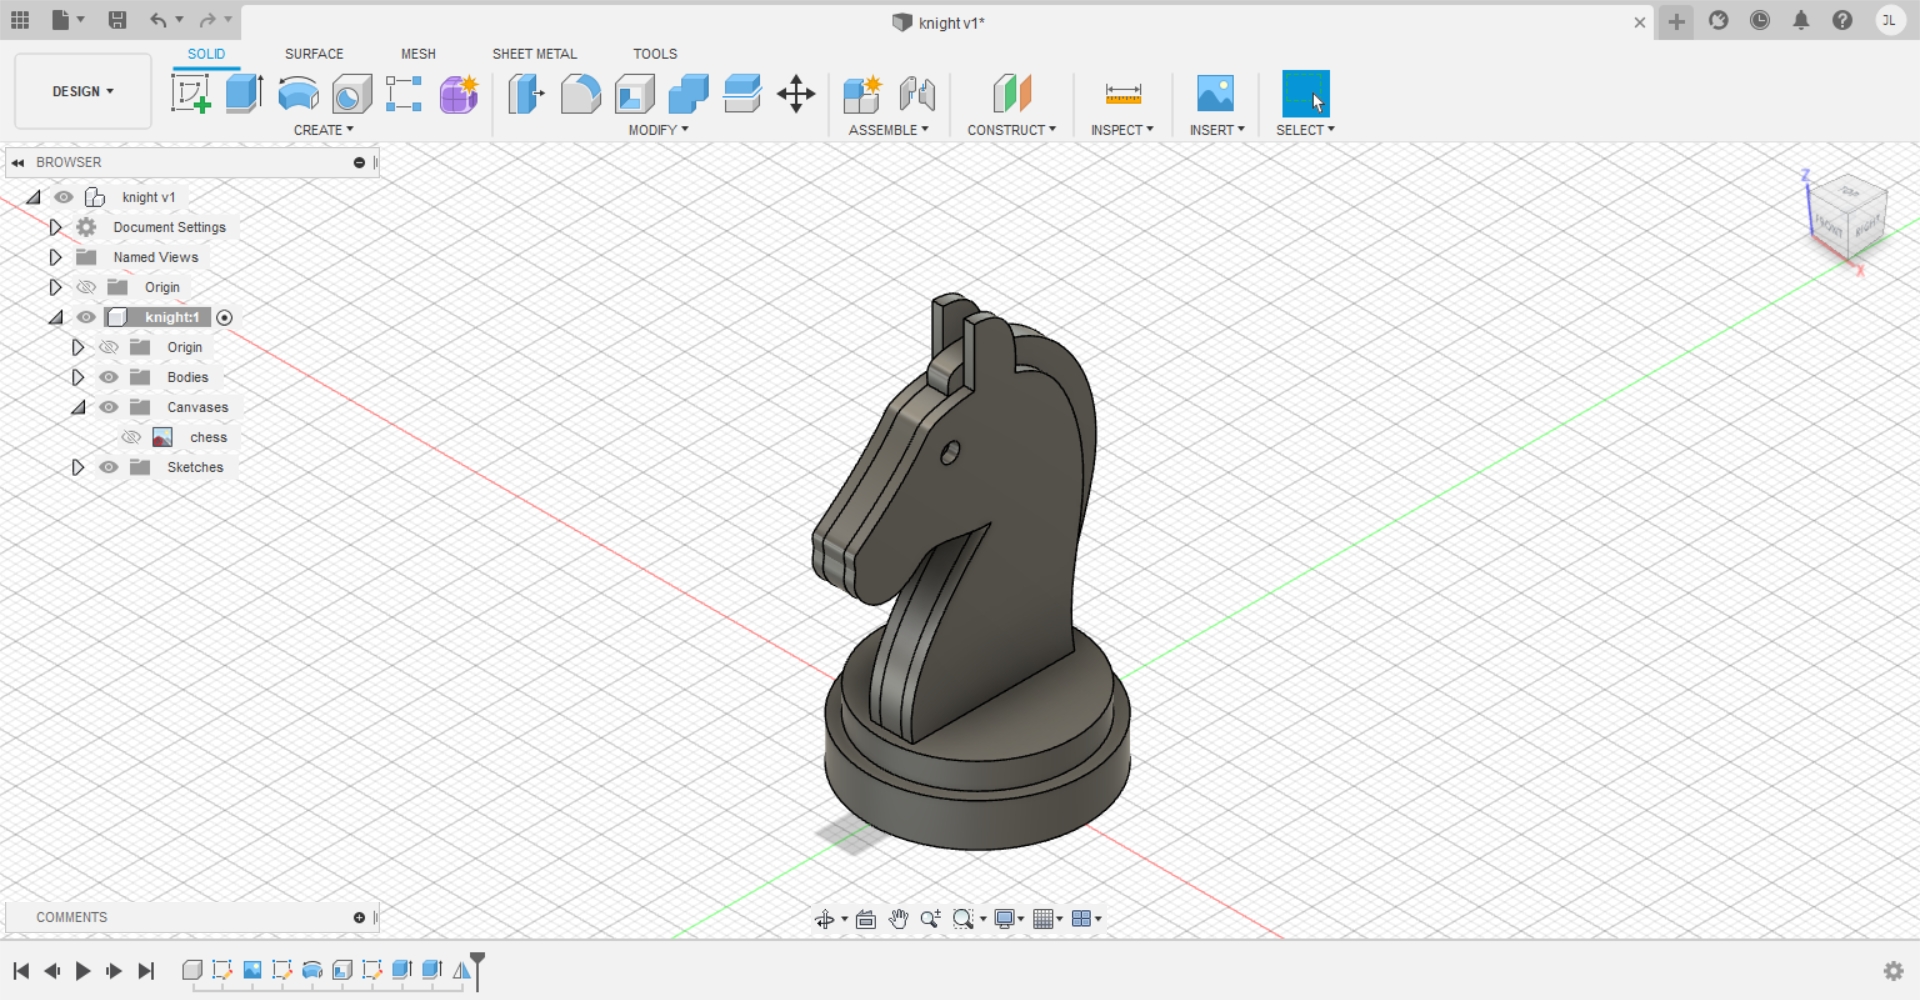 knight v1*
JL
SOLID SURFACE MESH SHEET METAL TOOLS
DESIGN
CREATE MODIFY ASSEMBLE CONSTRUCT INSPECT INSERT SELECT
BROWSER
knight v1
Document Settings
Named Views
Origin
knight:1
Origin
Bodies
Canvases
chess
Sketches
Z
TOP
FRONT
RIGHT
X
COMMENTS